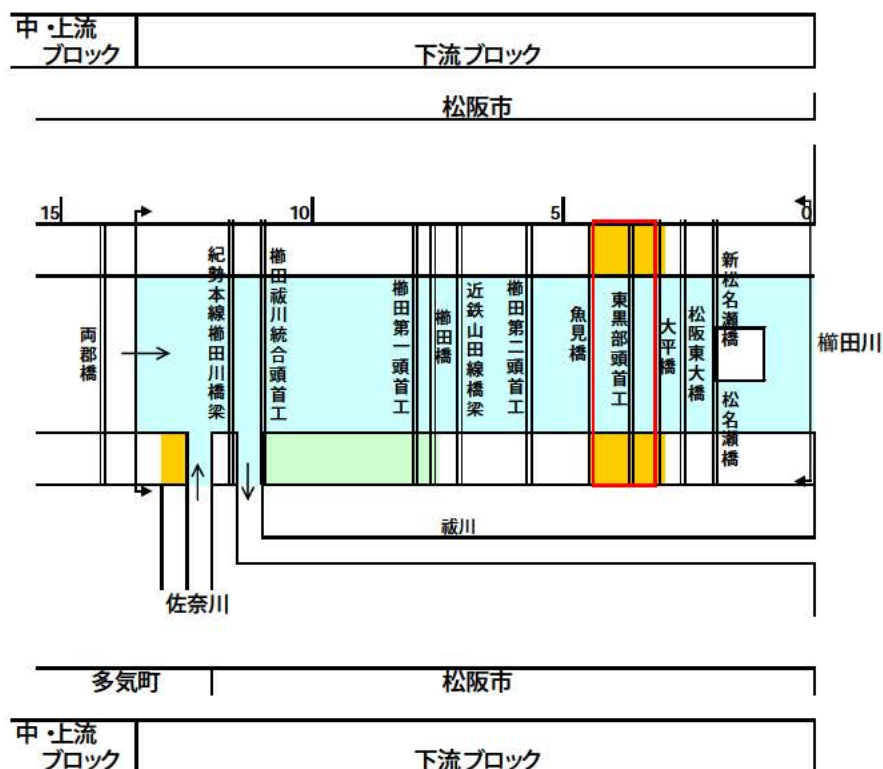 中・上流
ブロック
下流ブロック
松阪市
15
10
5
0
両郡橋
紀勢本線櫛田川橋梁
櫛田祓川統合頭首工
櫛田第一頭首工
櫛田橋
近鉄山田線橋梁
櫛田第二頭首工
魚見橋
東黒部頭首工
大平橋
松阪東大橋
新松名瀬橋
松名瀬橋
櫛田川
祓川
佐奈川
多気町
松阪市
中・上流
ブロック
下流ブロック